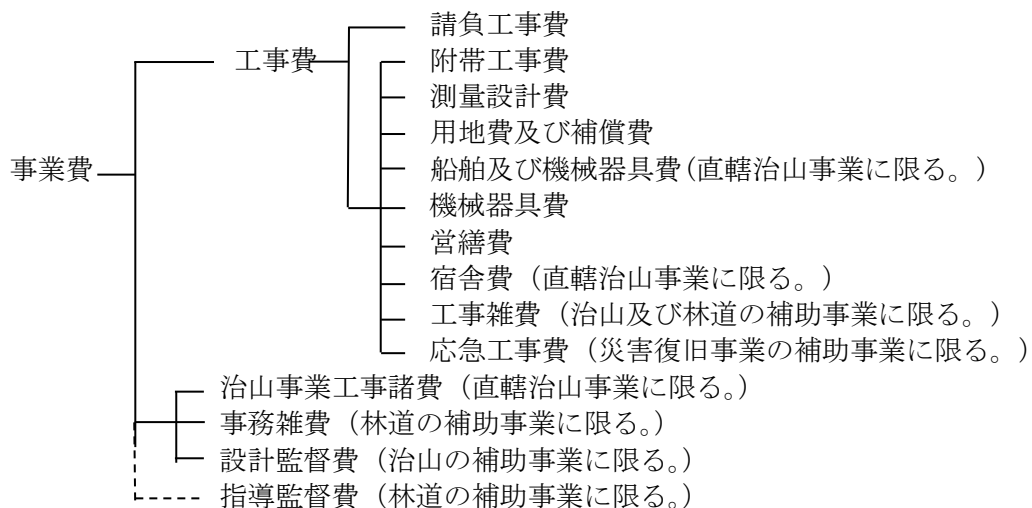 請負工事費
工事費
附帯工事費
測量設計費
用地費及び補償費
事業費
船舶及び機械器具費(直轄治山事業に限る。)
機械器具費
営繕費
宿舎費(直轄治山事業に限る。)
工事雑費(治山及び林道の補助事業に限る。)
応急工事費(災害復旧事業の補助事業に限る。)
治山事業工事諸費(直轄治山事業に限る。)
事務雑費(林道の補助事業に限る。)
設計監督費(治山の補助事業に限る。)
指導監督費(林道の補助事業に限る。)